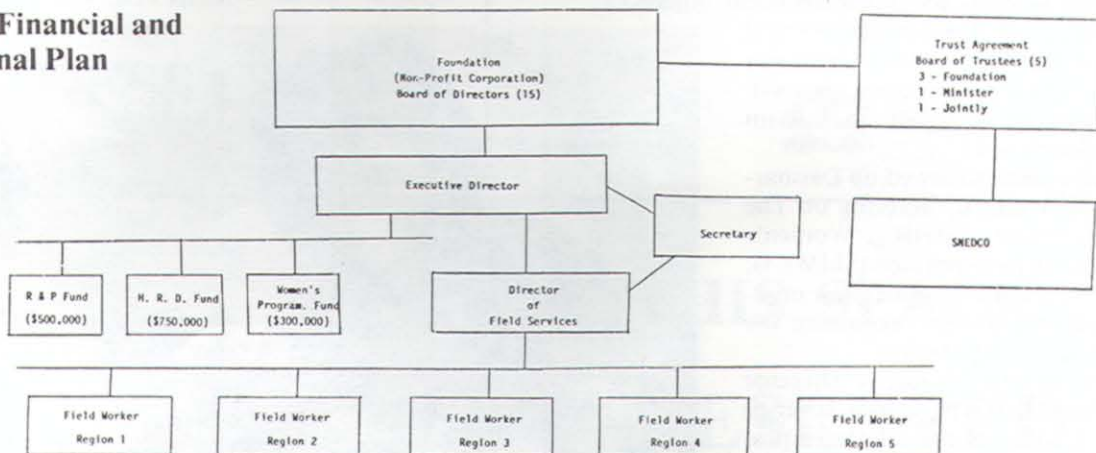 Financial and
nal Plan
Foundation
(Non-Profit Corporation)
Board of Directors (15)
Trust Agreement
Board of Trustees (5)
3 - Foundation
1 - Minister
1 - Jointly
Executive Director
Secretary
SNEDCO
R & P Fund
($500,000)
H. R. D. Fund
($750,000)
Women's
Program. Fund
($300,000)
Director
of
Field Services
Field Worker
Region 1
Field Worker
Region 2
Field Worker
Region 3
Field Worker
Region 4
Field Worker
Region 5